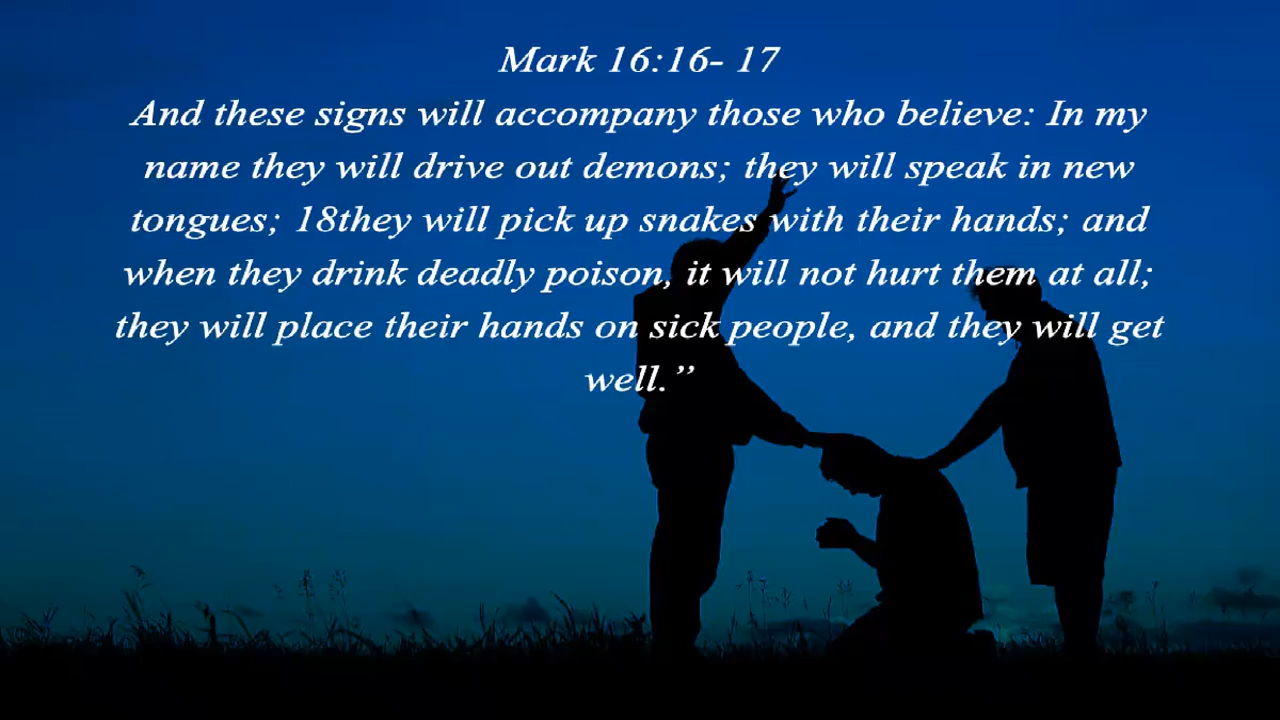 Mark 16:16- 17
And these signs will accompany those who believe: In my
name they will drive out demons; they will speak in new
tongues; 18they will pick up snakes with their hands; and
when they drink deadly poison, it will not hurt them at all;
they will place their hands on sick people, and they will get
well.”